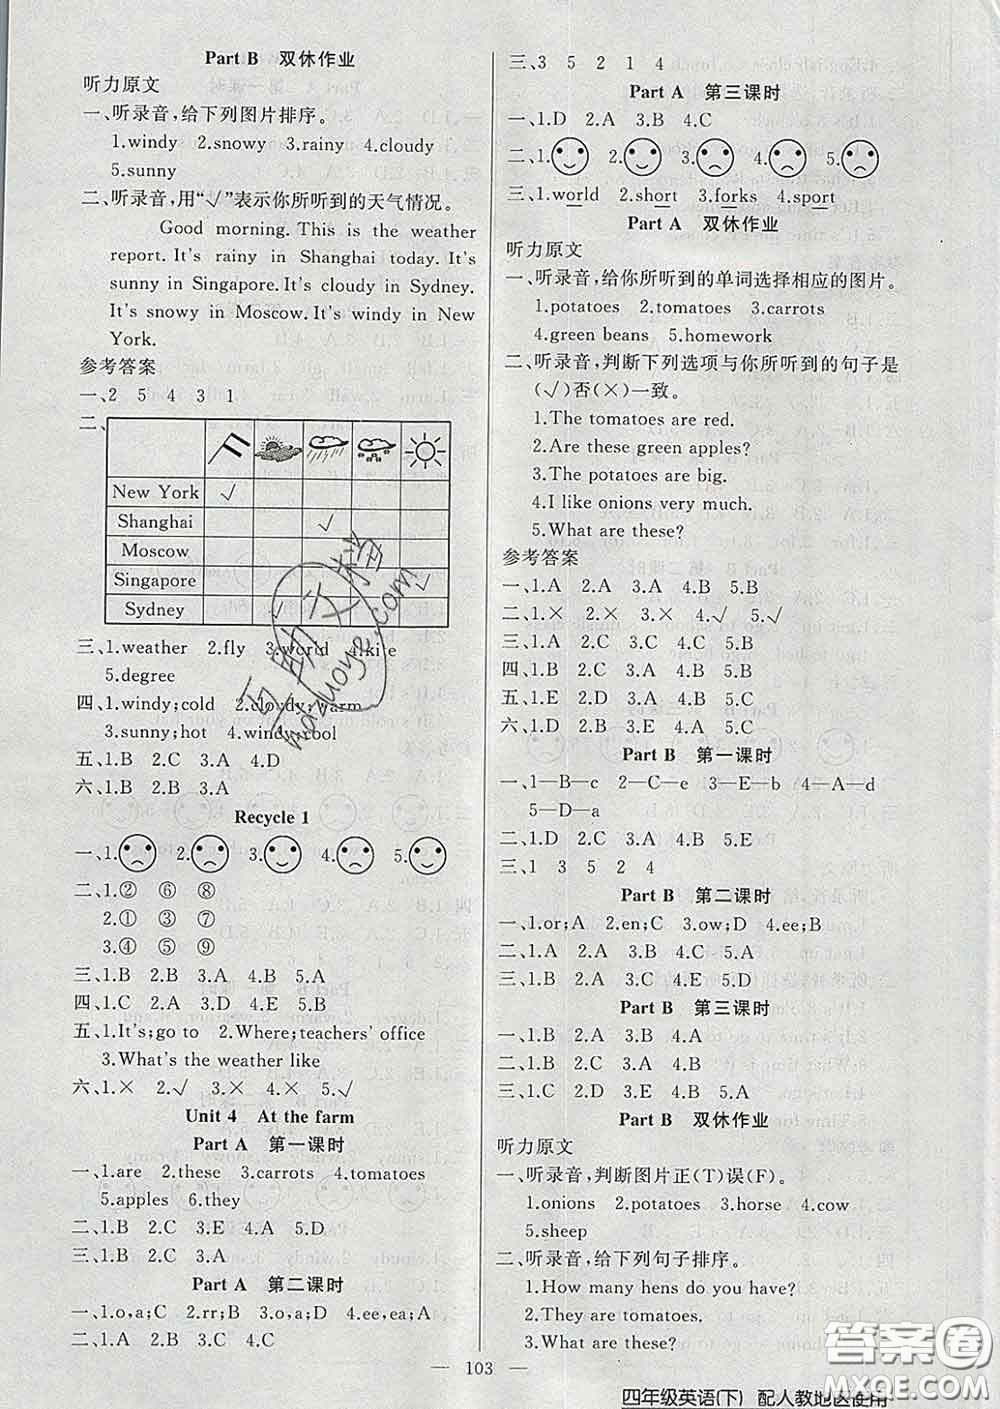 Part B　双休作业
听力原文
一、听录音,给下列图片排序。
1.windy　2.snowy　3.rainy　4.cloudy
5.sunny
二、听录音,用“√”表示你所听到的天气情况。
Good morning. This is the weather
report. It's rainy in Shanghai today. It's
sunny in Singapore. It's cloudy in Sydney.
It's snowy in Moscow. It's windy in New
York.
参考答案
一、2　5　4　3　1
二、
New York　√
Shanghai　√
Moscow
Singapore　√
Sydney　√
三、1.weather　2.fly　3.world　4.kite
5.degree
四、1.windy;cold　2.cloudy;warm
3.sunny;hot　4.windy;cool
五、1.B　2.C　3.A　4.D
六、1.B　2.B　3.A
Recycle 1
一、1.　2.　3.　4.　5.
二、1.②　⑥　⑧
2.①　③
3.④　⑤　⑨
三、1.B　2.B　3.A　4.B　5.A
四、1.C　2.A　3.D　4.E　5.B
五、1.It's;go to　2.Where;teachers' office
3.What's the weather like
六、1.×　2.√　3.×　4.×　5.√
Unit 4　At the farm
Part A　第一课时
一、1.are　2.these　3.carrots　4.tomatoes
5.apples　6.they
二、1.B　2.C　3.E　4.A　5.D
三、1.B　2.C　3.A
Part A　第二课时
一、1.o,a;C　2.rr;B　3.o,a;D　4.ee,ea;A
二、1.A　2.B　3.C　4.C
三、3　5　2　1　4
Part A　第三课时
一、1.D　2.A　3.B　4.C
二、1.　2.　3.　4.　5.
三、1.world　2.short　3.forks　4.sport
Part A　双休作业
听力原文
一、听录音,给你所听到的单词选择相应的图片。
1.potatoes　2.tomatoes　3.carrots
4.green beans　5.homework
二、听录音,判断下列选项与你所听到的句子是
(√)否(×)一致。
1.The tomatoes are red.
2.Are these green apples?
3.The potatoes are big.
4.I like onions very much.
5.What are these?
参考答案
一、1.A　2.A　3.A　4.B　5.B
二、1.×　2.×　3.×　4.√　5.√
三、1.C　2.D　3.A　4.C　5.B
四、1.B　2.B　3.A　4.B　5.A
五、1.E　2.D　3.A　4.B　5.C
六、1.D　2.B　3.E　4.A　5.C
Part B　第一课时
一、1—B—c　2—C—e　3—E—b　4—A—d
5—D—a
二、1.D　2.C　3.A　4.B　5.E
三、1　3　5　2　4
Part B　第二课时
一、1.or;A　2.en;C　3.ow;D　4.ee;B
二、1.A　2.A　3.B　4.C　5.A
三、1.C　2.A　3.B　4.E　5.D
Part B　第三课时
一、1.B　2.A　3.B　4.A
二、1.B　2.C　3.A　4.B　5.A
三、1.D　2.C　3.E　4.B　5.A
Part B　双休作业
听力原文
一、听录音,判断图片正(T)误(F)。
1.onions　2.potatoes　3.horse　4.cow
5.sheep
二、听录音,给下列句子排序。
1.How many hens do you have?
2.They are tomatoes.
3.What are these?
— 103 —
四年级英语(下)　配人教地区使用
答案圈